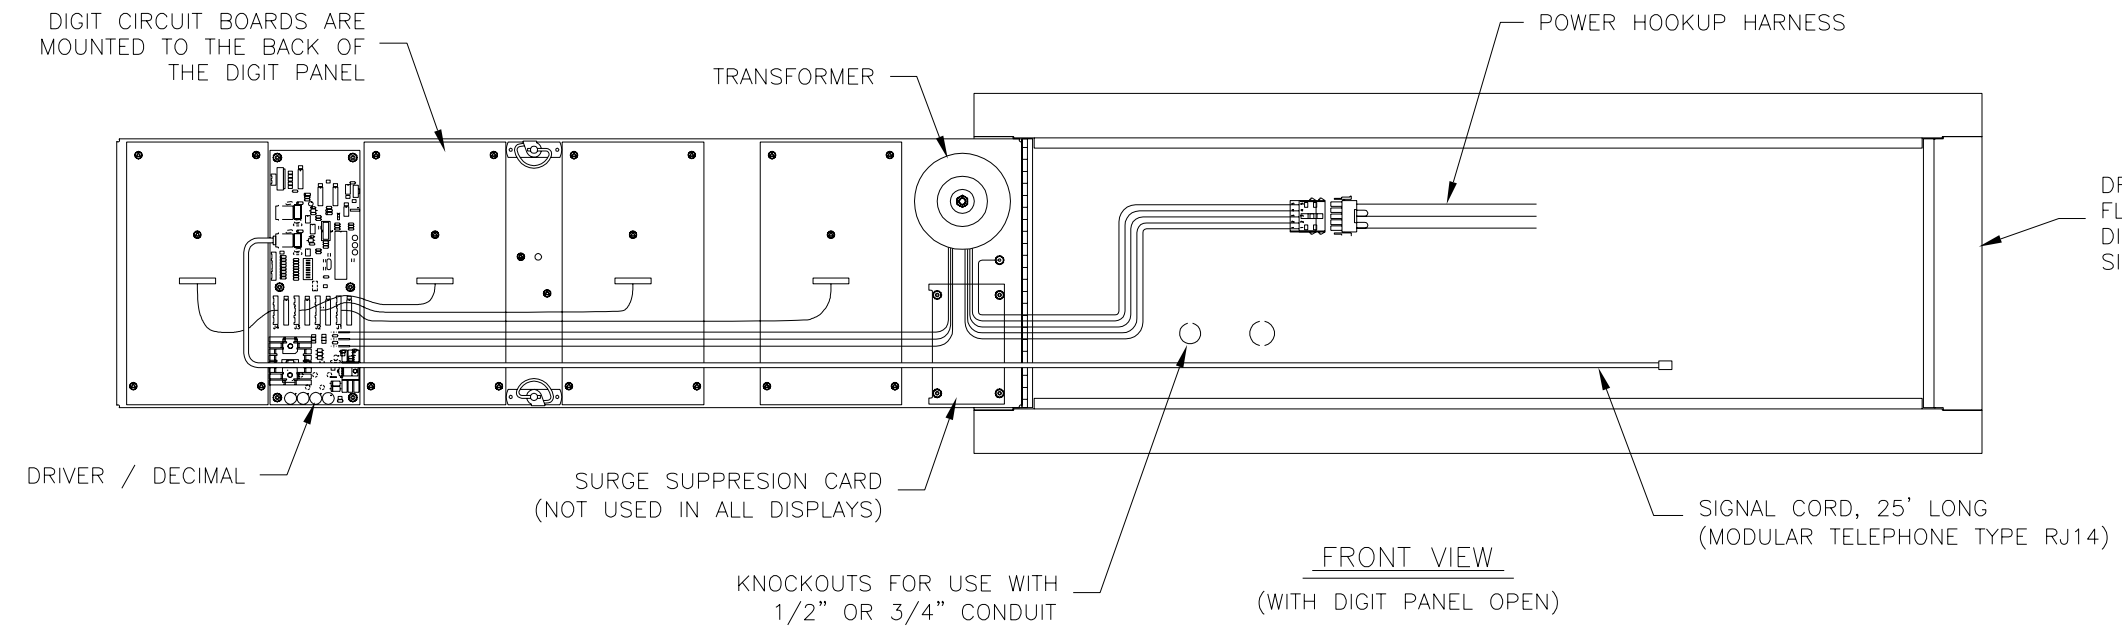 DIGIT CIRCUIT BOARDS ARE
MOUNTED TO THE BACK OF
THE DIGIT PANEL
TRANSFORMER
POWER HOOKUP HARNESS
DRIVER / DECIMAL
SURGE SUPPRESION CARD
(NOT USED IN ALL DISPLAYS)
KNOCKOUTS FOR USE WITH
1/2" OR 3/4" CONDUIT
FRONT VIEW
(WITH DIGIT PANEL OPEN)
SIGNAL CORD, 25' LONG
(MODULAR TELEPHONE TYPE RJ14)